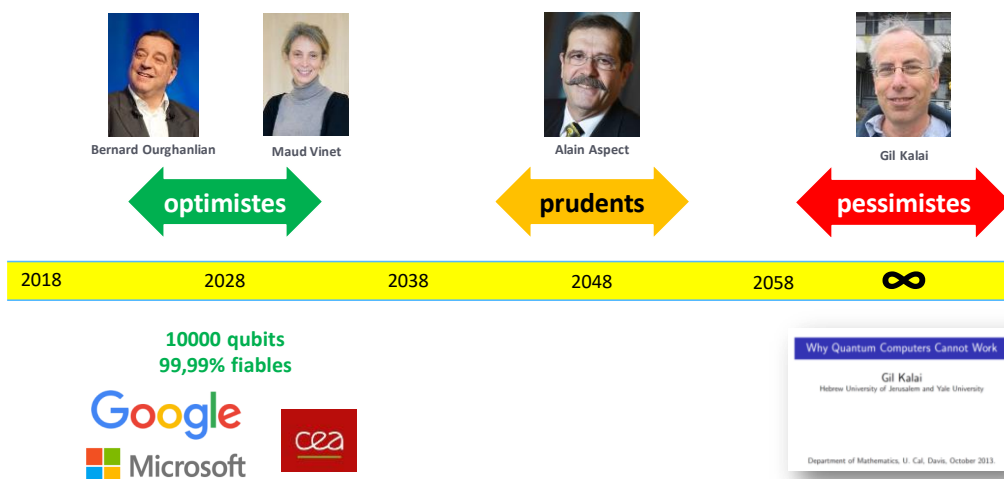 Bernard Ourghanlian
Maud Vinet
Alain Aspect
Gil Kalai
optimistes
prudents
pessimistes
2018 2028 2038 2048 2058 ∞
10000 qubits
99,99% fiables
Google
Microsoft
cea
Why Quantum Computers Cannot Work
Gil Kalai
Hebrew University of Jerusalem and Yale University
Department of Mathematics, U. Cal, Davis, October 2013.